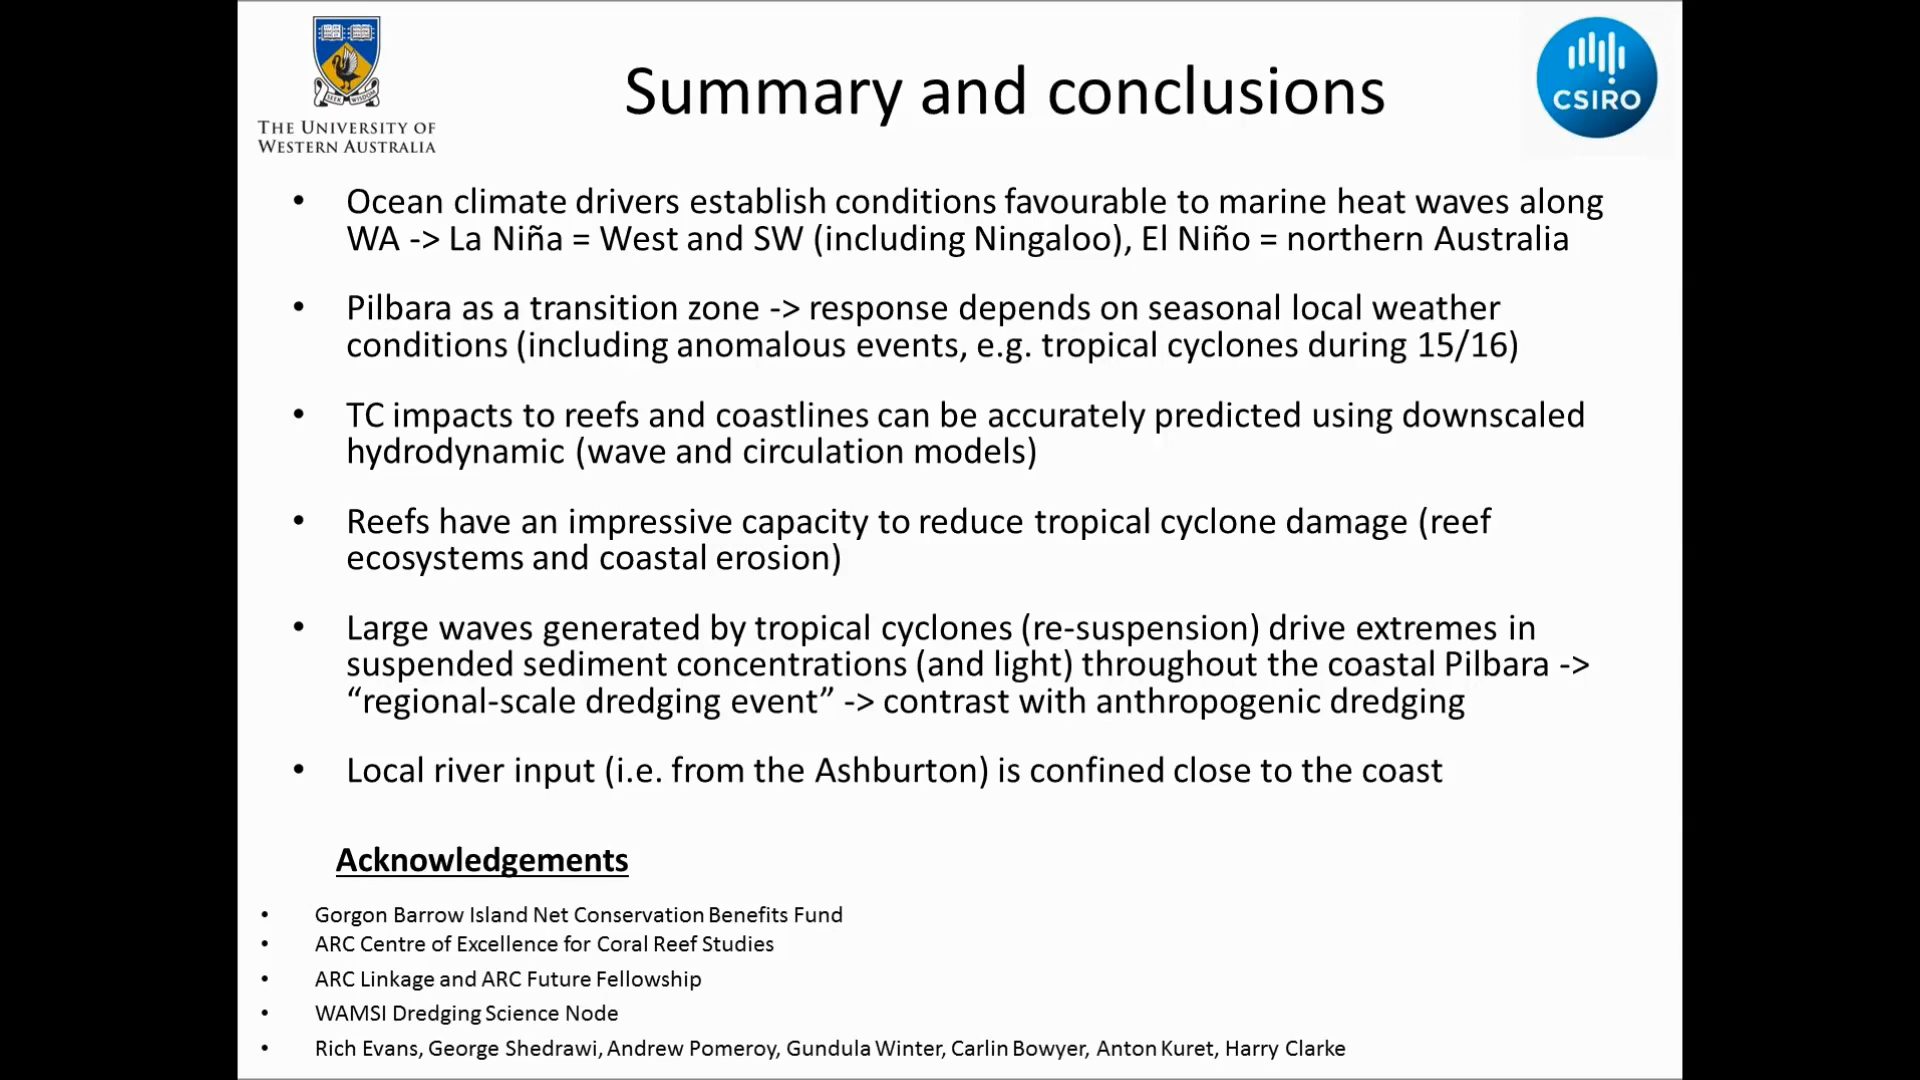 THE UNIVERSITY OF
WESTERN AUSTRALIA
Summary and conclusions
CSIRO
• Ocean climate drivers establish conditions favourable to marine heat waves along
WA -> La Niña = West and SW (including Ningaloo), El Niño = northern Australia
• Pilbara as a transition zone -> response depends on seasonal local weather
conditions (including anomalous events, e.g. tropical cyclones during 15/16)
• TC impacts to reefs and coastlines can be accurately predicted using downscaled
hydrodynamic (wave and circulation models)
• Reefs have an impressive capacity to reduce tropical cyclone damage (reef
ecosystems and coastal erosion)
• Large waves generated by tropical cyclones (re-suspension) drive extremes in
suspended sediment concentrations (and light) throughout the coastal Pilbara ->
“regional-scale dredging event” -> contrast with anthropogenic dredging
• Local river input (i.e. from the Ashburton) is confined close to the coast
Acknowledgements
• Gorgon Barrow Island Net Conservation Benefits Fund
• ARC Centre of Excellence for Coral Reef Studies
• ARC Linkage and ARC Future Fellowship
• WAMSI Dredging Science Node
• Rich Evans, George Shedrawi, Andrew Pomeroy, Gundula Winter, Carlin Bowyer, Anton Kuret, Harry Clarke